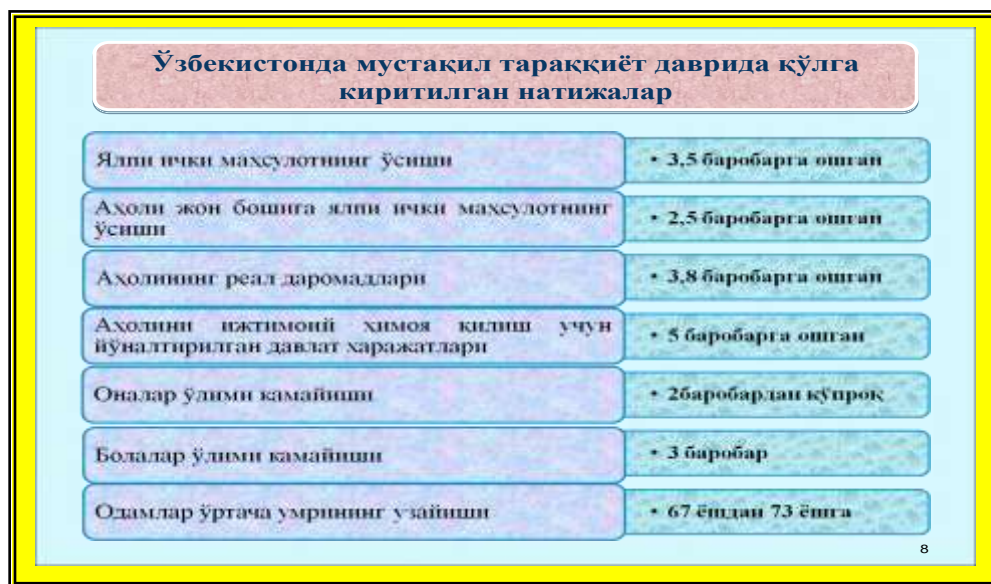 Ўзбекистонда мустақил тараққиёт даврида қўлга
киритилган натижалар
Ялпи ички маҳсулотнинг ўсиши
• 3,5 баробарга ошган
Аҳоли жон бошига ялпи ички маҳсулотнинг
ўсиши
• 2,5 баробарга ошган
Аҳолининг реал даромадлари
• 3,8 баробарга ошган
Аҳолини ижтимоий ҳимоя қилиш учун
йўналтирилган давлат харажатлари
• 5 баробарга ошган
Оналар ўлими камайиши
• 2баробардан кўпроқ
Болалар ўлими камайиши
• 3 баробар
Одамлар ўртача умрининг узайиши
• 67 ёшдан 73 ёшга
8